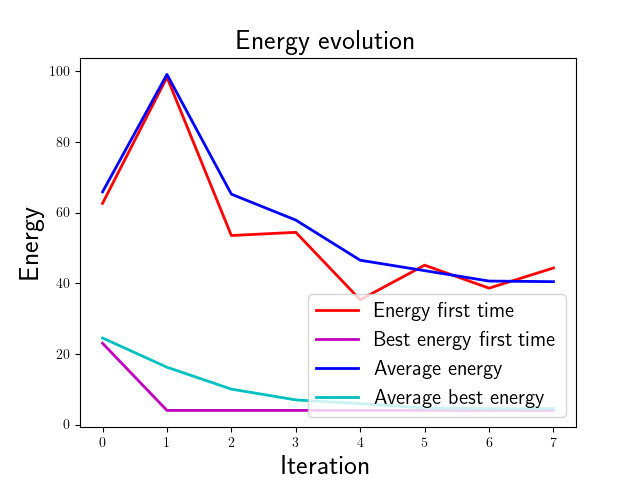 Energy evolution
100
80
60
40
20
0
Energy
0 1 2 3 4 5 6 7
Iteration
Energy first time
Best energy first time
Average energy
Average best energy